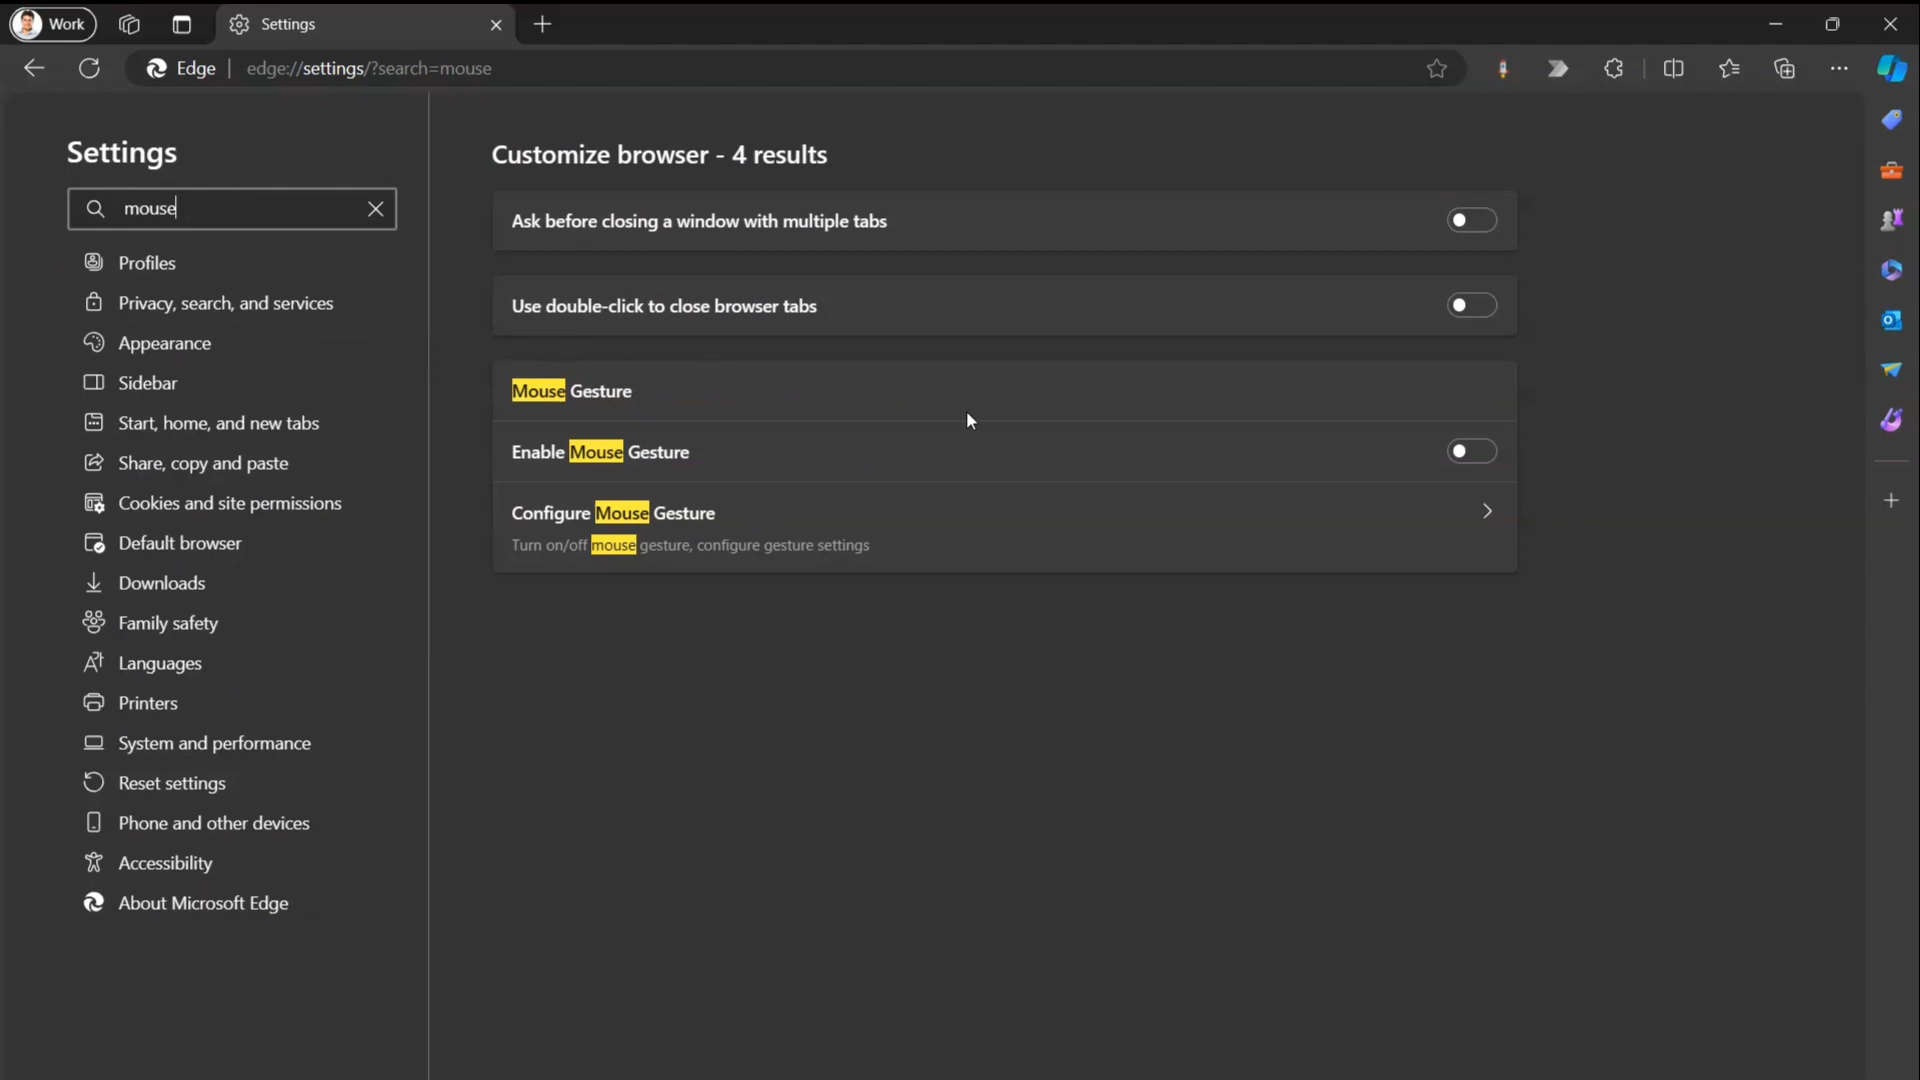 Work
Settings
Edge
edge://settings/?search=mouse
Settings
mouse
Profiles
Privacy, search, and services
Appearance
Sidebar
Start, home, and new tabs
Share, copy and paste
Cookies and site permissions
Default browser
Downloads
Family safety
Languages
Printers
System and performance
Reset settings
Phone and other devices
Accessibility
About Microsoft Edge
Customize browser - 4 results
Ask before closing a window with multiple tabs
Use double-click to close browser tabs
Mouse Gesture
Enable Mouse Gesture
Configure Mouse Gesture
Turn on/off mouse gesture, configure gesture settings